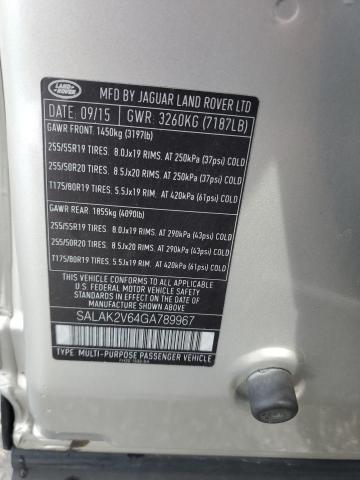 LAND ROVER
MFD BY JAGUAR LAND ROVER LTD
DATE: 09/15 GWR: 3260KG (7187LB)
GAWR FRONT: 1450kg (3197lb)
255/55R19 TIRES. 8.0Jx19 RIMS. AT 250kPa (37psi) COLD
255/50R20 TIRES. 8.5Jx20 RIMS. AT 250kPa (37psi) COLD
T175/80R19 TIRES. 5.5Jx19 RIM. AT 420kPa (61psi) COLD
GAWR REAR: 1855kg (4090lb)
255/55R19 TIRES. 8.0Jx19 RIMS. AT 290kPa (43psi) COLD
255/50R20 TIRES. 8.5Jx20 RIMS. AT 290kPa (43psi) COLD
T175/80R19 TIRES. 5.5Jx19 RIM. AT 420kPa (61psi) COLD
THIS VEHICLE CONFORMS TO ALL APPLICABLE
U.S. FEDERAL MOTOR VEHICLE SAFETY
STANDARDS IN EFFECT ON THE DATE OF
MANUFACTURE SHOWN ABOVE
SALAK2V64GA789967
TYPE: MULTI-PURPOSE PASSENGER VEHICLE